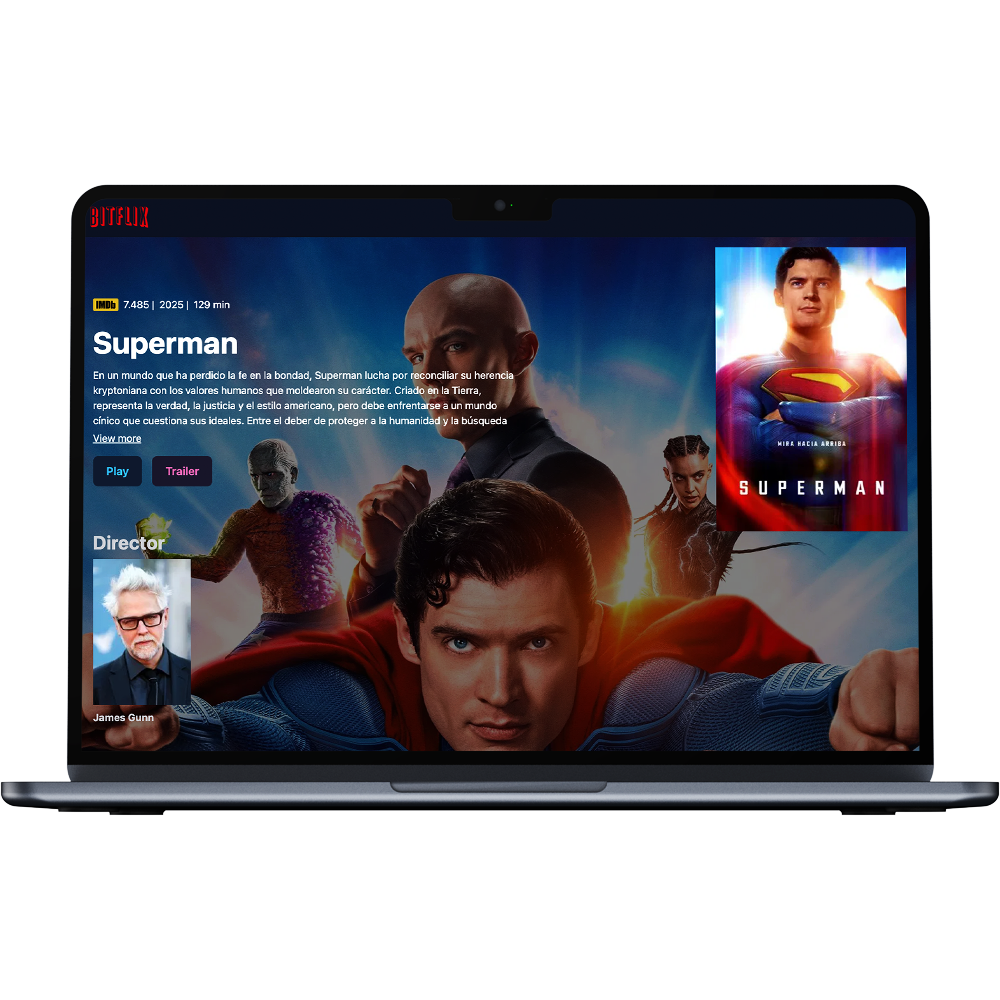 BITFLIX
IMDb 7.485 | 2025 | 129 min
Superman
En un mundo que ha perdido la fe en la bondad, Superman lucha por reconciliar su herencia
kryptoniana con los valores humanos que moldearon su carácter. Criado en la Tierra,
representa la verdad, la justicia y el estilo americano, pero debe enfrentarse a un mundo
cínico que cuestiona sus ideales. Entre el deber de proteger a la humanidad y la búsqueda
View more
Play Trailer
Director
James Gunn
MIRA HACIA ARRIBA
SUPERMAN